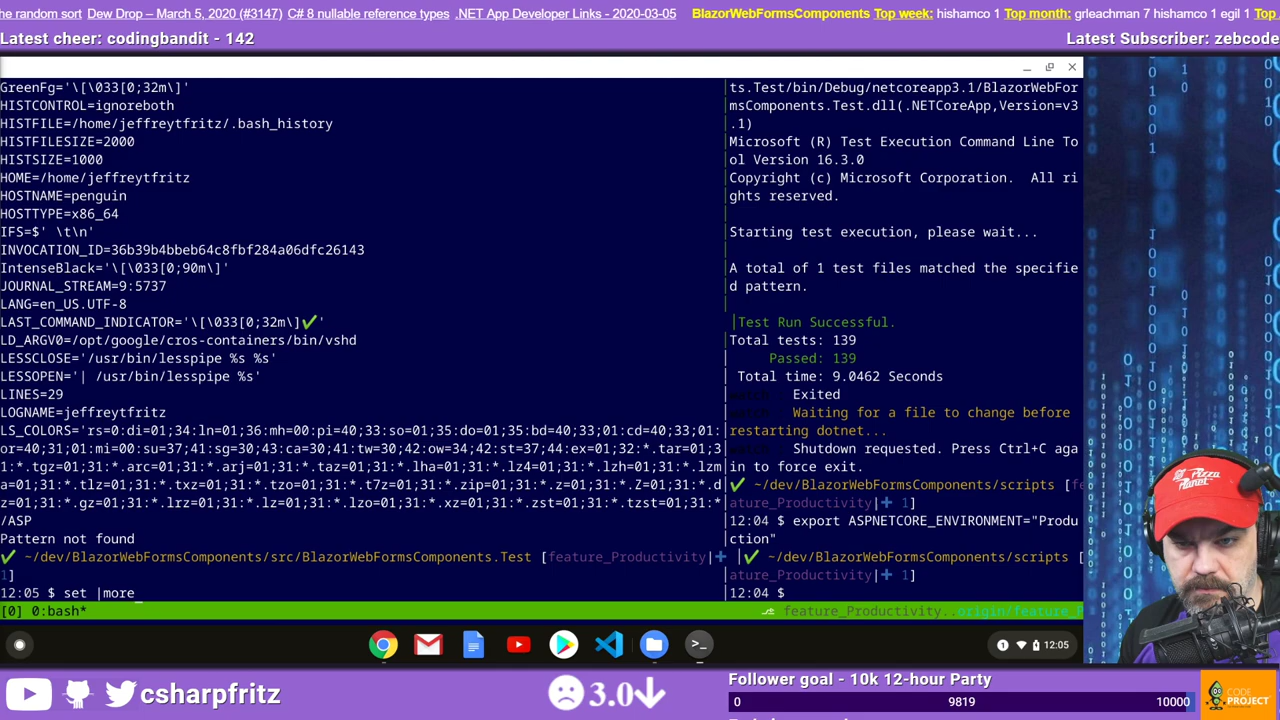 he random sort Dew Drop – March 5, 2020 (#3147) C# 8 nullable reference types .NET App Developer Links - 2020-03-05 BlazorWebFormsComponents Top week: hishamco 1 Top month: grleachman 7 hishamco 1 egil 1 Top
Latest cheer: codingbandit - 142
Latest Subscriber: zebcode
GreenFg='\[\033[0;32m\]'
HISTCONTROL=ignoreboth
HISTFILE=/home/jeffreytfritz/.bash_history
HISTFILESIZE=2000
HISTSIZE=1000
HOME=/home/jeffreytfritz
HOSTNAME=penguin
HOSTTYPE=x86_64
IFS=$' \t\n'
INVOCATION_ID=36b39b4bbeb64c8fbf284a06dfc26143
IntenseBlack='\[\033[0;90m\]'
JOURNAL_STREAM=9:5737
LANG=en_US.UTF-8
LAST_COMMAND_INDICATOR='\[\033[0;32m\]✔'
LD_ARGV0=/opt/google/cros-containers/bin/vshd
LESSCLOSE='/usr/bin/lesspipe %s %s'
LESSOPEN='| /usr/bin/lesspipe %s'
LINES=29
LOGNAME=jeffreytfritz
LS_COLORS='rs=0:di=01;34:ln=01;36:mh=00:pi=40;33:so=01;35:do=01;35:bd=40;33;01:cd=40;33;01:
or=40;31;01:mi=00:su=37;41:sg=30;43:ca=30;41:tw=30;42:ow=34;42:st=37;44:ex=01;32:*.tar=01;3
1:*.tgz=01;31:*.arc=01;31:*.arj=01;31:*.taz=01;31:*.lha=01;31:*.lz4=01;31:*.lzh=01;31:*.lzm
a=01;31:*.tlz=01;31:*.txz=01;31:*.tzo=01;31:*.t7z=01;31:*.zip=01;31:*.z=01;31:*.Z=01;31:*.d
z=01;31:*.gz=01;31:*.lrz=01;31:*.lz=01;31:*.lzo=01;31:*.xz=01;31:*.zst=01;31:*.tzst=01;31:*
/ASP
Pattern not found
✔ ~/dev/BlazorWebFormsComponents/src/BlazorWebFormsComponents.Test [feature_Productivity|✚
1]
12:05 $ set |more
ts.Test/bin/Debug/netcoreapp3.1/BlazorWebFor
msComponents.Test.dll(.NETCoreApp,Version=v3
.1)
Microsoft (R) Test Execution Command Line To
ol Version 16.3.0
Copyright (c) Microsoft Corporation. All ri
ghts reserved.
Starting test execution, please wait...
A total of 1 test files matched the specifie
d pattern.
Test Run Successful.
Total tests: 139
Passed: 139
Total time: 9.0462 Seconds
Exited
Waiting for a file to change before
restarting dotnet...
Shutdown requested. Press Ctrl+C aga
in to force exit.
✔ ~/dev/BlazorWebFormsComponents/scripts [fe
ature_Productivity|✚ 1]
12:04 $ export ASPNETCORE_ENVIRONMENT="Produ
ction"
✔ ~/dev/BlazorWebFormsComponents/scripts [
ature_Productivity|✚ 1]
12:04 $
[0] 0:bash*
feature_Productivity..origin/feature_P
>_
1 12:05
csharpfritz
3.0
Follower goal - 10k 12-hour Party
0 9819 10000
PIZZA PLANET
CODE PROJECT